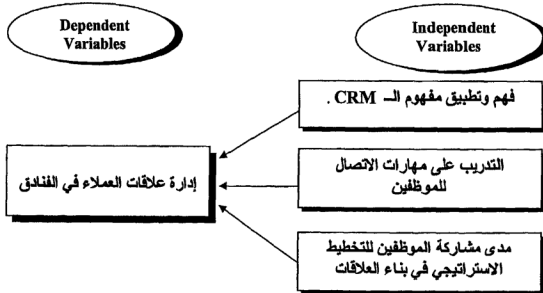 Dependent
Variables
Independent
Variables
فهم وتطبيق مفهوم الــ CRM .
إدارة علاقات العملاء في الفنادق
التدريب على مهارات الاتصال
للموظفين
مدى مشاركة الموظفين للتخطيط
الاستراتيجي في بناء العلاقات